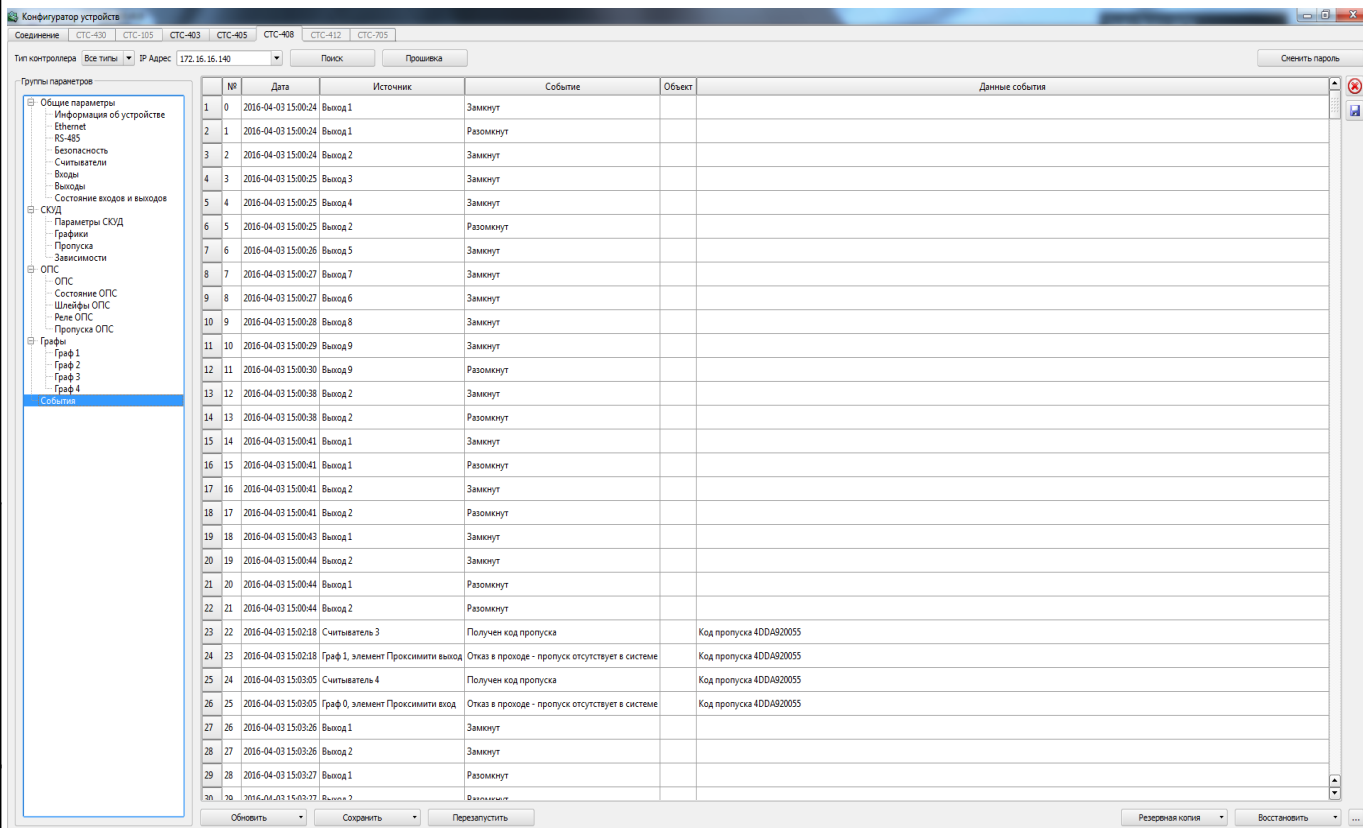 Конфигуратор устройств
Соединение СТС-430 СТС-105 СТС-403 СТС-405 СТС-408 СТС-412 СТС-705
Тип контроллера Все типы IP Адрес 172.16.16.140 Поиск Прошивка Сменить пароль
Группы параметров
Общие параметры
Информация об устройстве
Ethernet
RS-485
Безопасность
Считыватели
Входы
Выходы
Состояние входов и выходов
СКУД
Параметры СКУД
Графики
Пропуска
Зависимости
ОПС
ОПС
Состояние ОПС
Шлейфы ОПС
Реле ОПС
Пропуска ОПС
Графы
Граф 1
Граф 2
Граф 3
Граф 4
События
№ Дата Источник Событие Объект Данные события
1 0 2016-04-03 15:00:24 Выход 1 Замкнут
2 1 2016-04-03 15:00:24 Выход 1 Разомкнут
3 2 2016-04-03 15:00:24 Выход 2 Замкнут
4 3 2016-04-03 15:00:25 Выход 3 Замкнут
5 4 2016-04-03 15:00:25 Выход 4 Замкнут
6 5 2016-04-03 15:00:25 Выход 2 Разомкнут
7 6 2016-04-03 15:00:26 Выход 5 Замкнут
8 7 2016-04-03 15:00:27 Выход 7 Замкнут
9 8 2016-04-03 15:00:27 Выход 6 Замкнут
10 9 2016-04-03 15:00:28 Выход 8 Замкнут
11 10 2016-04-03 15:00:29 Выход 9 Замкнут
12 11 2016-04-03 15:00:30 Выход 9 Разомкнут
13 12 2016-04-03 15:00:38 Выход 2 Замкнут
14 13 2016-04-03 15:00:38 Выход 2 Разомкнут
15 14 2016-04-03 15:00:41 Выход 1 Замкнут
16 15 2016-04-03 15:00:41 Выход 1 Разомкнут
17 16 2016-04-03 15:00:41 Выход 2 Замкнут
18 17 2016-04-03 15:00:41 Выход 2 Разомкнут
19 18 2016-04-03 15:00:43 Выход 1 Замкнут
20 19 2016-04-03 15:00:44 Выход 2 Замкнут
21 20 2016-04-03 15:00:44 Выход 1 Разомкнут
22 21 2016-04-03 15:00:44 Выход 2 Разомкнут
23 22 2016-04-03 15:02:18 Считыватель 3 Получен код пропуска Код пропуска 4DDA920055
24 23 2016-04-03 15:02:18 Граф 1, элемент Проксимити выход Отказ в проходе - пропуск отсутствует в системе Код пропуска 4DDA920055
25 24 2016-04-03 15:03:05 Считыватель 4 Получен код пропуска Код пропуска 4DDA920055
26 25 2016-04-03 15:03:05 Граф 0, элемент Проксимити вход Отказ в проходе - пропуск отсутствует в системе Код пропуска 4DDA920055
27 26 2016-04-03 15:03:26 Выход 1 Замкнут
28 27 2016-04-03 15:03:26 Выход 2 Замкнут
29 28 2016-04-03 15:03:27 Выход 1 Разомкнут
30 29 2016-04-03 15:03:27 Выход 2 Разомкнут
Обновить Сохранить Перезапустить Резервная копия Восстановить ...